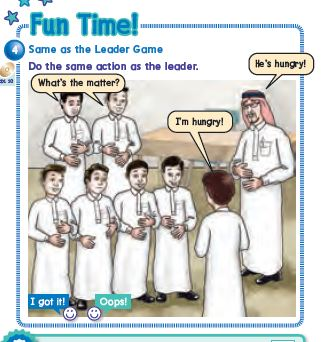 Fun Time!
4
Same as the Leader Game
Do the same action as the leader.
He's hungry!
What's the matter?
I'm hungry!
I got it!
Oops!